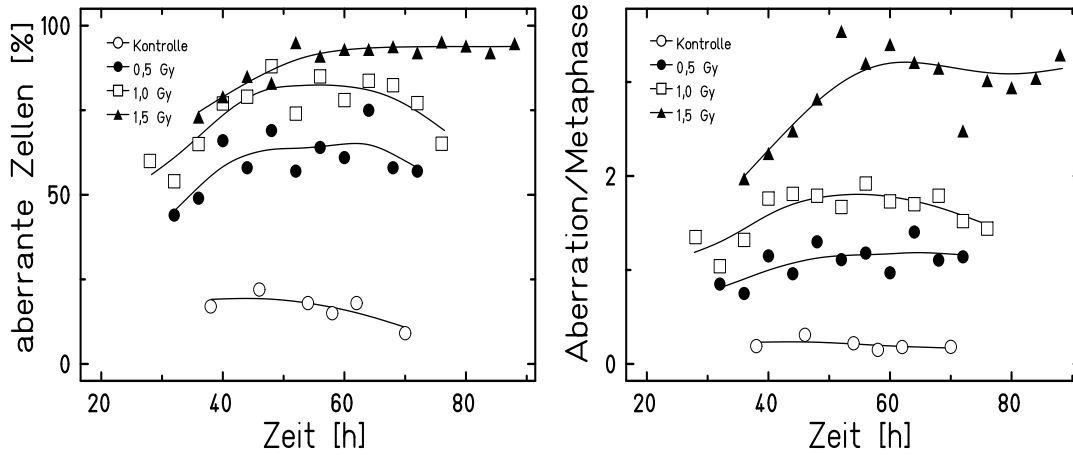 aberrante Zellen [%]
100
50
0
Kontrolle
0,5 Gy
1,0 Gy
1,5 Gy
20 40 60 80
Zeit [h]
Aberration/Metaphase
2
0
Kontrolle
0,5 Gy
1,0 Gy
1,5 Gy
20 40 60 80
Zeit [h]